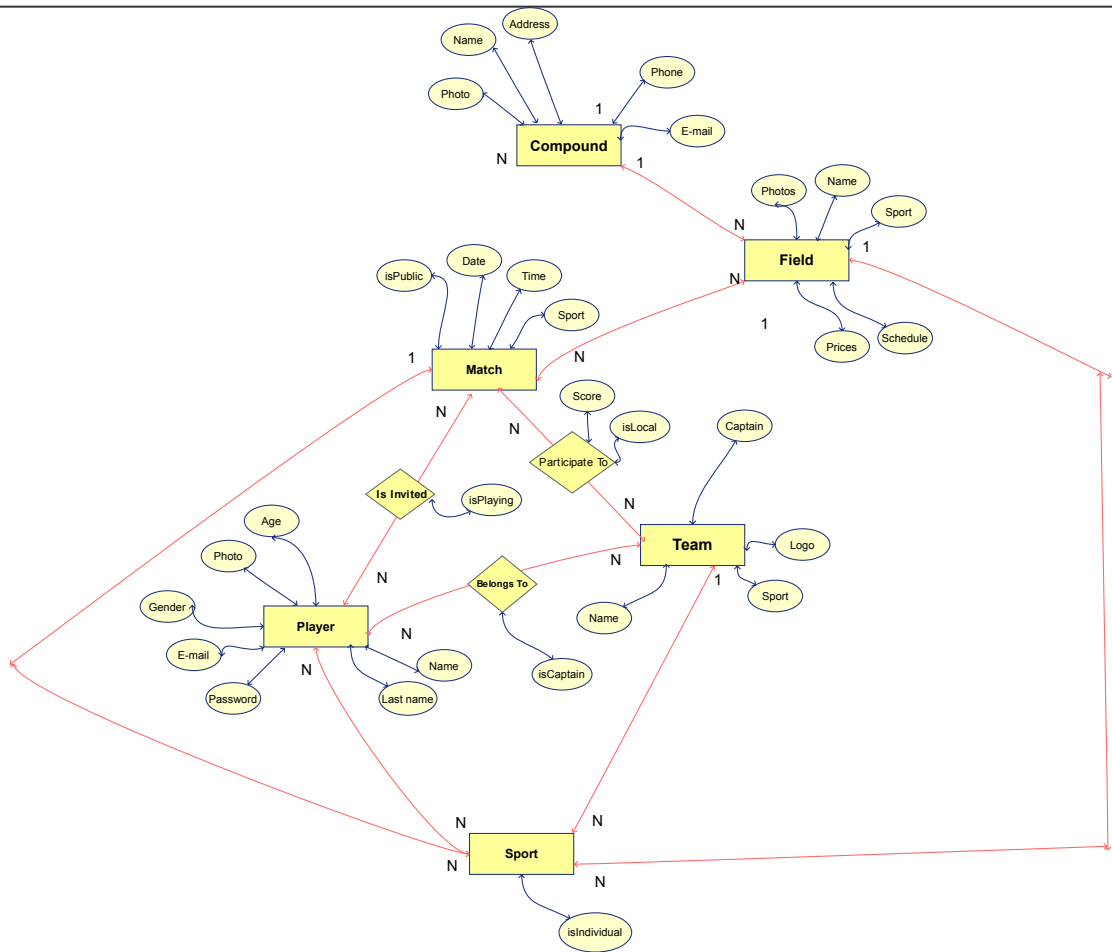 Address
Name
Phone
Photo
1
E-mail
Compound
N
1
Photos
Name
Sport
N
1
Field
Date
isPublic
Time
N
Sport
1
Schedule
Prices
1
N
Match
Score
N
N
isLocal
Captain
Participate To
Is Invited
isPlaying
N
Age
Team
Logo
Photo
N
N
1
Belongs To
Sport
Gender
Name
Player
N
E-mail
Name
N
isCaptain
Password
Last name
N
N
Sport
N
N
isIndividual